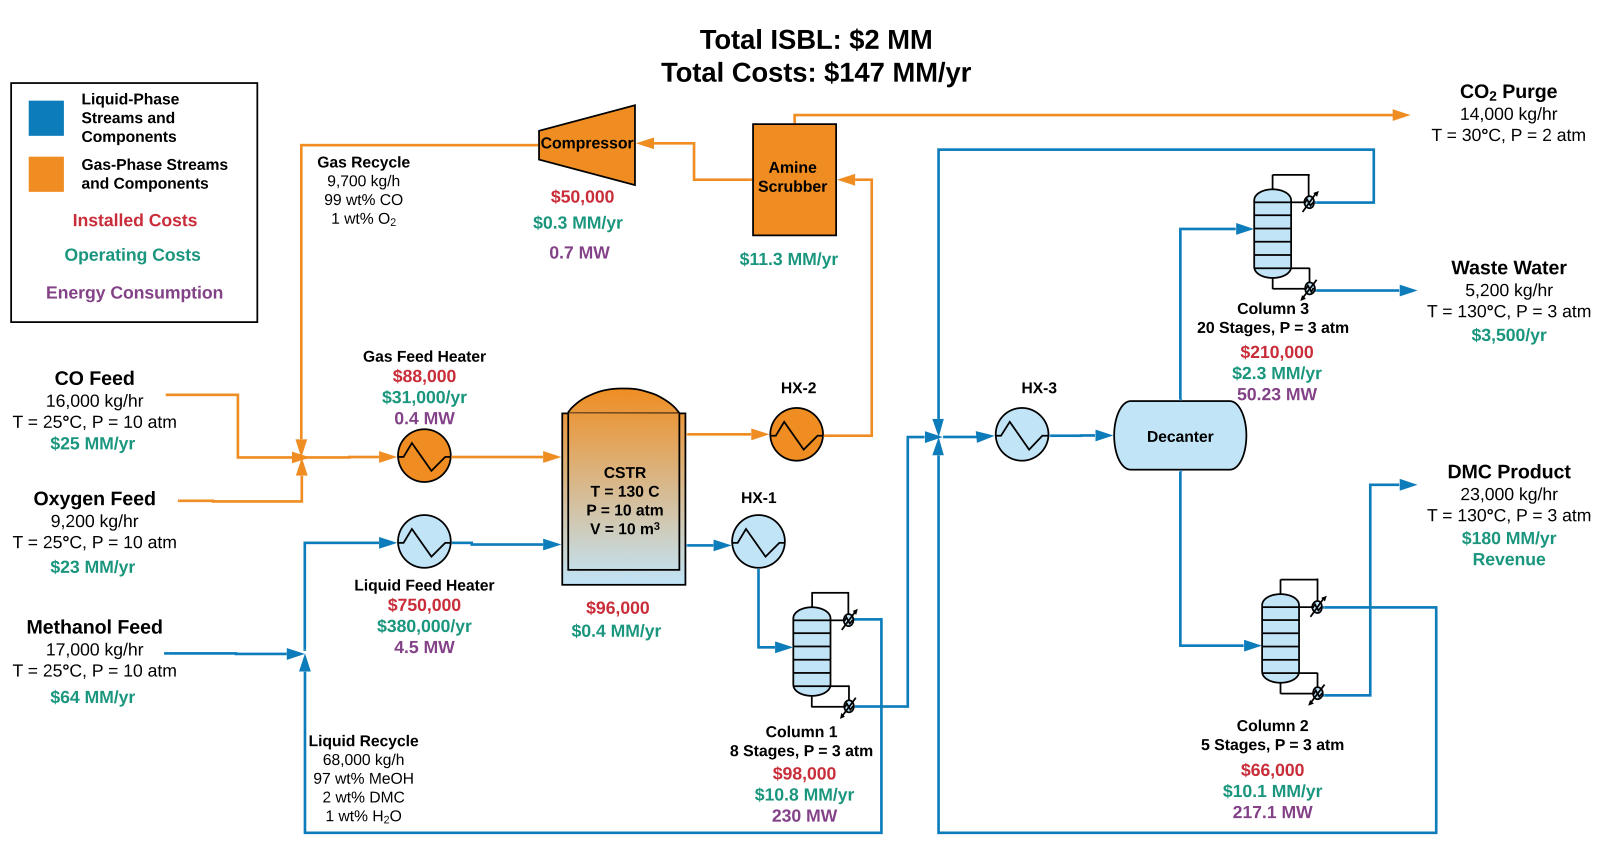 Total ISBL: $2 MM
Total Costs: $147 MM/yr
Liquid-Phase
Streams and
Components
Gas-Phase Streams
and Components
Installed Costs
Operating Costs
Energy Consumption
Gas Recycle
9,700 kg/h
99 wt% CO
1 wt% O₂
Compressor
$50,000
$0.3 MM/yr
0.7 MW
Amine
Scrubber
$11.3 MM/yr
CO₂ Purge
14,000 kg/hr
T = 30°C, P = 2 atm
Column 3
20 Stages, P = 3 atm
$210,000
$2.3 MM/yr
50.23 MW
Waste Water
5,200 kg/hr
T = 130°C, P = 3 atm
$3,500/yr
CO Feed
16,000 kg/hr
T = 25°C, P = 10 atm
$25 MM/yr
Gas Feed Heater
$88,000
$31,000/yr
0.4 MW
HX-2
HX-3
Decanter
Oxygen Feed
9,200 kg/hr
T = 25°C, P = 10 atm
$23 MM/yr
CSTR
T = 130 C
P = 10 atm
V = 10 m³
HX-1
DMC Product
23,000 kg/hr
T = 130°C, P = 3 atm
$180 MM/yr
Revenue
Liquid Feed Heater
$750,000
$380,000/yr
4.5 MW
$96,000
$0.4 MM/yr
Methanol Feed
17,000 kg/hr
T = 25°C, P = 10 atm
$64 MM/yr
Liquid Recycle
68,000 kg/h
97 wt% MeOH
2 wt% DMC
1 wt% H₂O
Column 1
8 Stages, P = 3 atm
$98,000
$10.8 MM/yr
230 MW
Column 2
5 Stages, P = 3 atm
$66,000
$10.1 MM/yr
217.1 MW